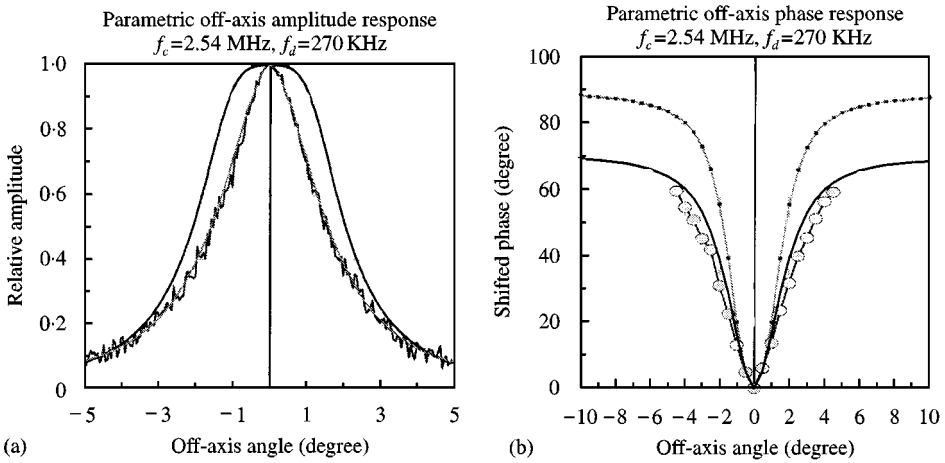 Parametric off-axis amplitude response
f_c=2.54 MHz, f_d=270 KHz
1·0
0·8
0·6
0·4
0·2
0
Relative amplitude
−5
−3
−1
1
3
5
(a)
Off-axis angle (degree)
Parametric off-axis phase response
f_c=2.54 MHz, f_d=270 KHz
100
80
60
40
20
0
Shifted phase (degree)
−10 −8 −6 −4 −2 0 2 4 6 8 10
(b)
Off-axis angle (degree)